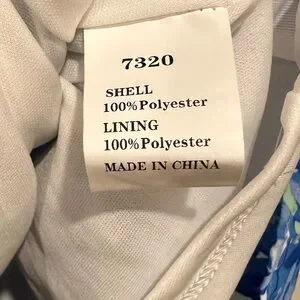 7320
SHELL
100%Polyester
LINING
100%Polyester
MADE IN CHINA